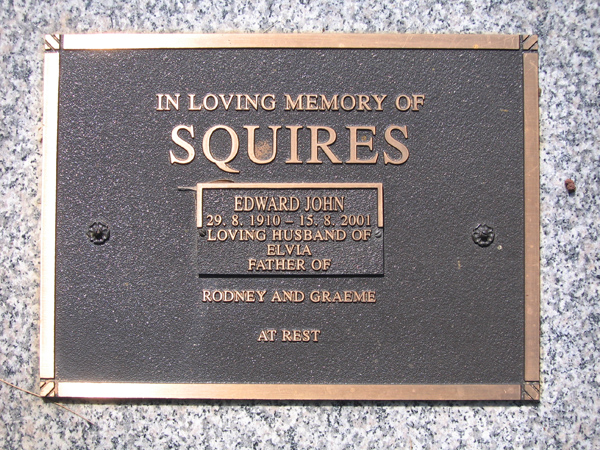 IN LOVING MEMORY OF
SQUIRES
EDWARD JOHN
29. 8. 1910 – 15. 8. 2001
LOVING HUSBAND OF
ELVIA
FATHER OF
RODNEY AND GRAEME
AT REST